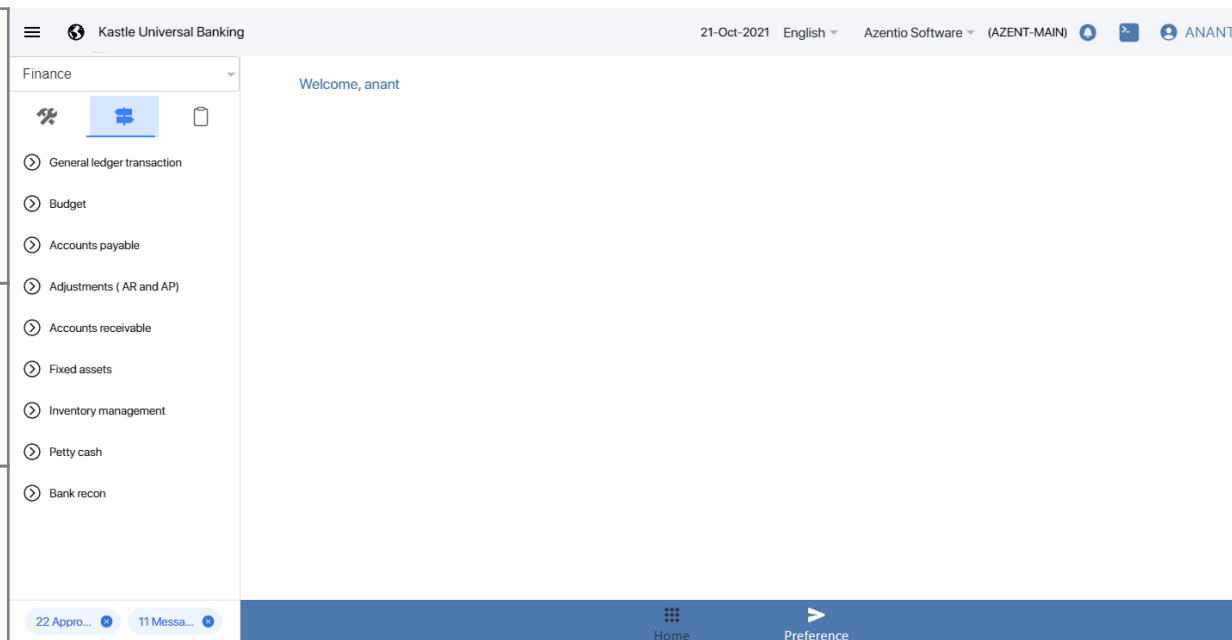 Kastle Universal Banking 21-Oct-2021 English Azentio Software (AZENT-MAIN) ANANT
Finance
Welcome, anant
General ledger transaction
Budget
Accounts payable
Adjustments ( AR and AP)
Accounts receivable
Fixed assets
Inventory management
Petty cash
Bank recon
22 Appro... 11 Messa...
Home Preference